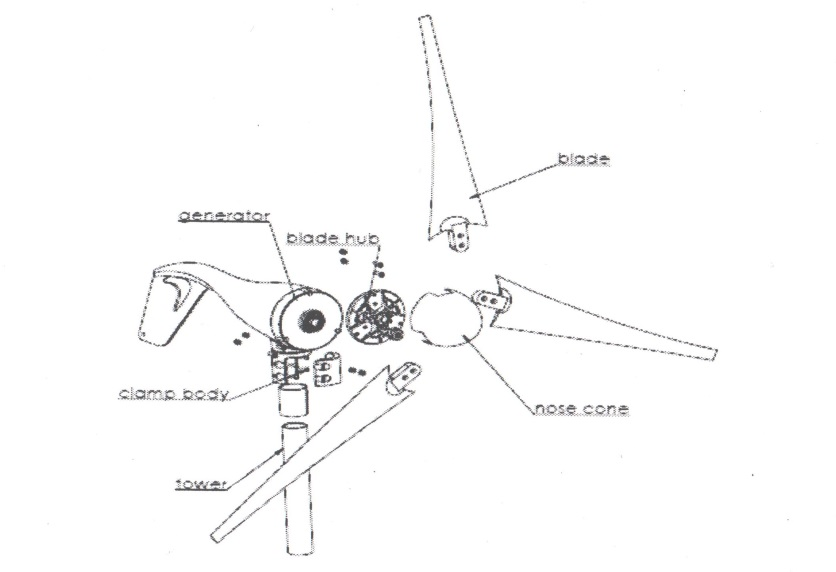 blade
generator
blade hub
clamp body
nose cone
tower